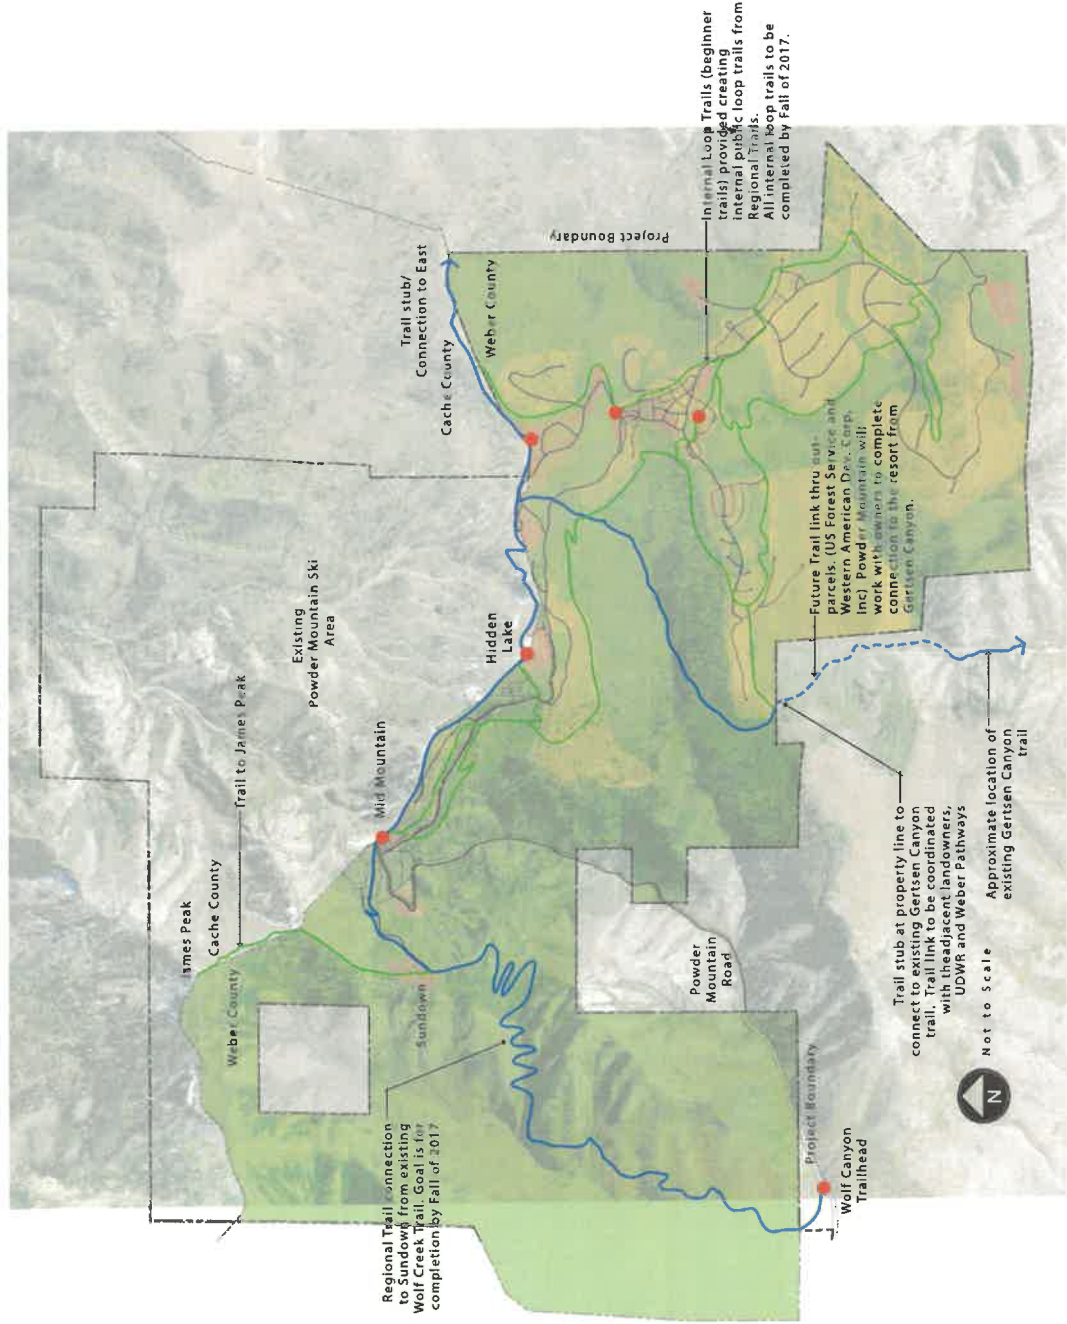 James Peak
Cache County
Weber County
Trail to James Peak
Existing
Powder Mountain Ski
Area
Mid Mountain
Sundown
Regional Trail connection
to Sundown from existing
Wolf Creek Trail. Goal is for
completion by Fall of 2017
Trail stub/
Connection to East
Cache County
Weber County
Hidden
Lake
Project Boundary
Internal Loop Trails (beginner
trails) provided creating
internal public loop trails from
Regional Trails.
All internal loop trails to be
completed by Fall of 2017.
Powder
Mountain
Road
Project Boundary
Wolf Canyon
Trailhead
Future Trail link thru out-
parcels. (US Forest Service and
Western American Dev. Corp.
Inc) Powder Mountain will
work with owners to complete
connection to the resort from
Gertsen Canyon.
Trail stub at property line to
connect to existing Gertsen Canyon
trail. Trail link to be coordinated
with theadjacent landowners,
UDWR and Weber Pathways
Approximate location of
existing Gertsen Canyon
trail
N
Not to Scale